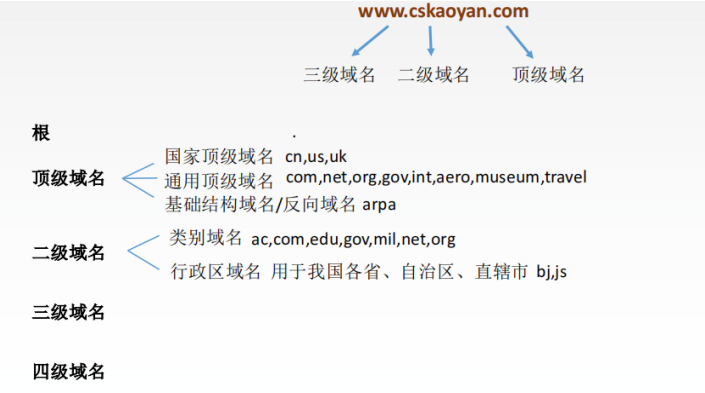 www.cskaoyan.com
三级域名 二级域名 顶级域名
根 .
国家顶级域名 cn,us,uk
顶级域名 通用顶级域名 com,net,org,gov,int,aero,museum,travel
基础结构域名/反向域名 arpa
类别域名 ac,com,edu,gov,mil,net,org
二级域名
行政区域名 用于我国各省、自治区、直辖市 bj,js
三级域名
四级域名